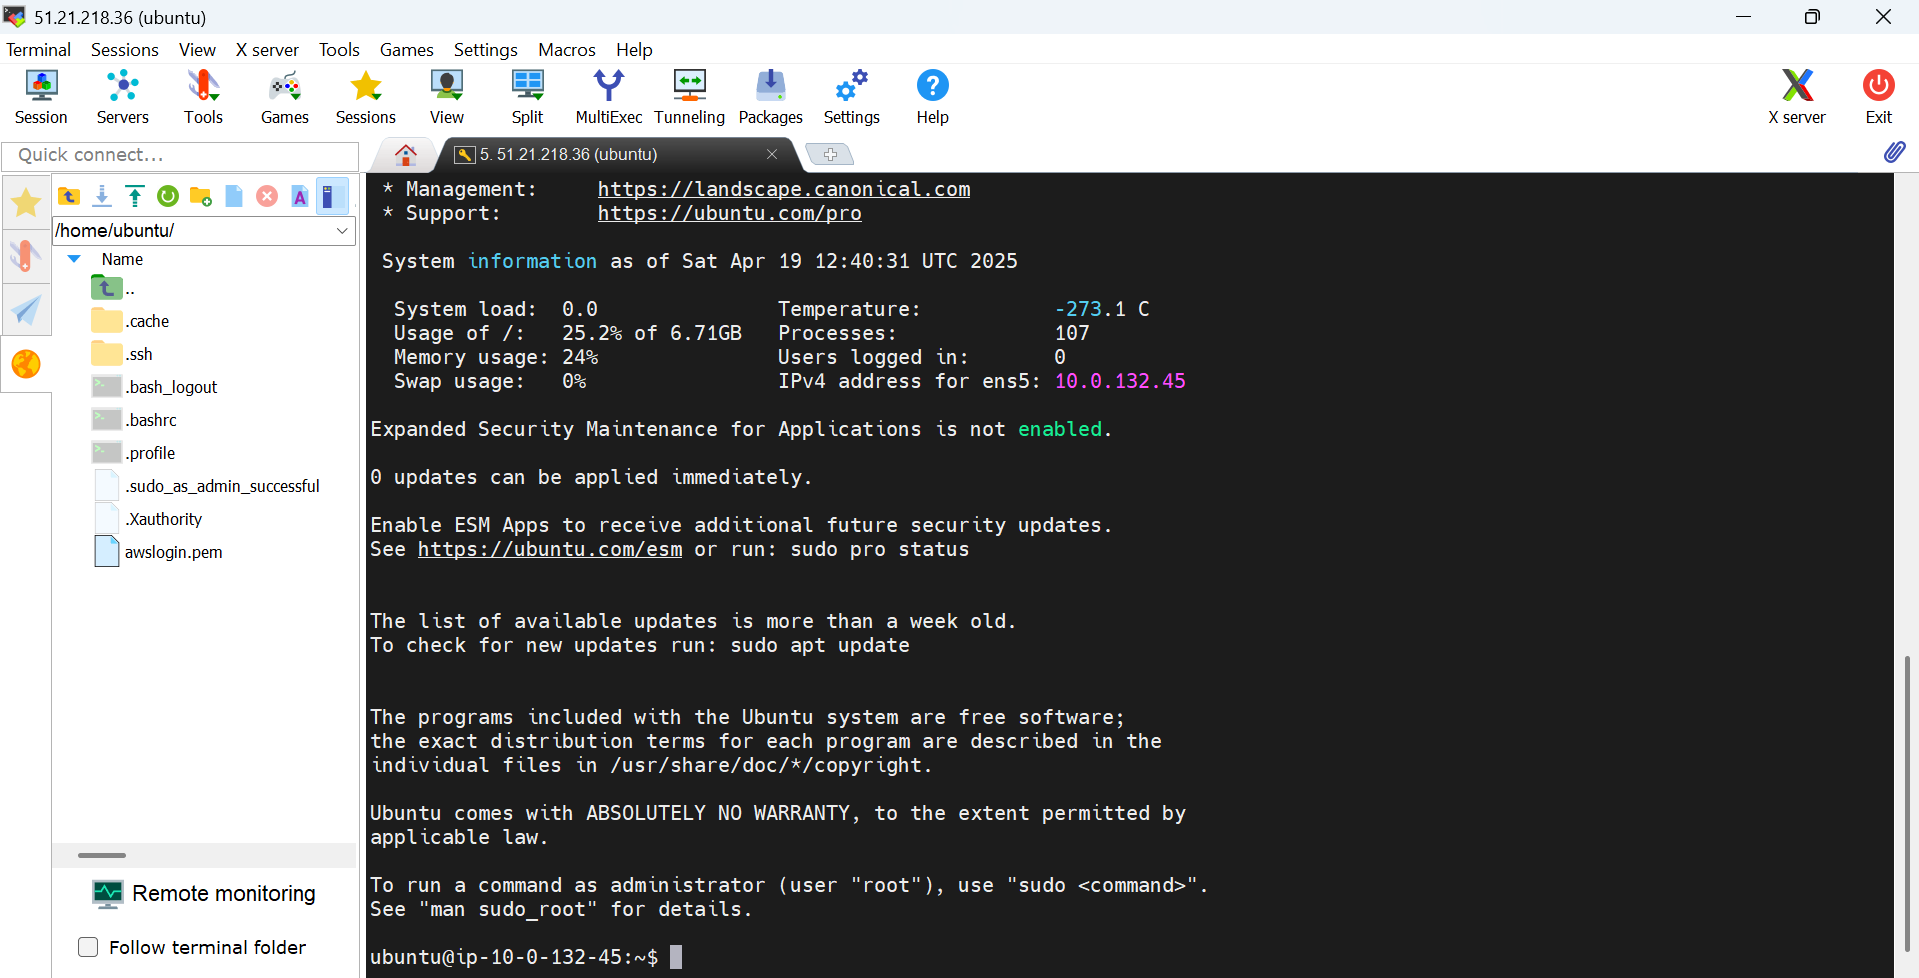 51.21.218.36 (ubuntu)
Terminal Sessions View X server Tools Games Settings Macros Help
Session Servers Tools Games Sessions View Split MultiExec Tunneling Packages Settings Help X server Exit
Quick connect...
5. 51.21.218.36 (ubuntu)
/home/ubuntu/
Name
..
.cache
.ssh
.bash_logout
.bashrc
.profile
.sudo_as_admin_successful
.Xauthority
awslogin.pem
Remote monitoring
Follow terminal folder
* Management: https://landscape.canonical.com
* Support: https://ubuntu.com/pro
System information as of Sat Apr 19 12:40:31 UTC 2025
System load: 0.0 Temperature: -273.1 C
Usage of /: 25.2% of 6.71GB Processes: 107
Memory usage: 24% Users logged in: 0
Swap usage: 0% IPv4 address for ens5: 10.0.132.45
Expanded Security Maintenance for Applications is not enabled.
0 updates can be applied immediately.
Enable ESM Apps to receive additional future security updates.
See https://ubuntu.com/esm or run: sudo pro status
The list of available updates is more than a week old.
To check for new updates run: sudo apt update
The programs included with the Ubuntu system are free software;
the exact distribution terms for each program are described in the
individual files in /usr/share/doc/*/copyright.
Ubuntu comes with ABSOLUTELY NO WARRANTY, to the extent permitted by
applicable law.
To run a command as administrator (user "root"), use "sudo <command>".
See "man sudo_root" for details.
ubuntu@ip-10-0-132-45:~$